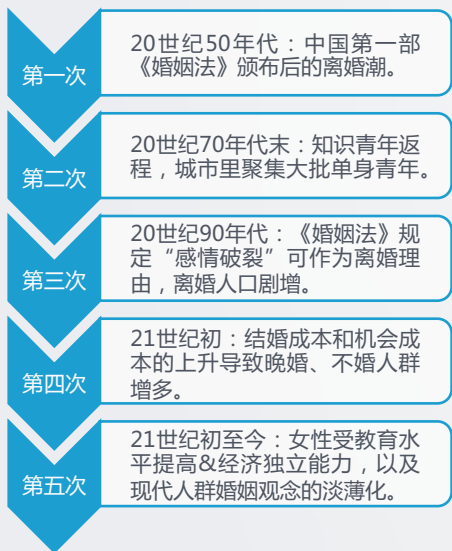 第一次
20世纪50年代：中国第一部
《婚姻法》颁布后的离婚潮。
第二次
20世纪70年代末：知识青年返
程，城市里聚集大批单身青年。
第三次
20世纪90年代：《婚姻法》规
定“感情破裂”可作为离婚理
由，离婚人口剧增。
第四次
21世纪初：结婚成本和机会成
本的上升导致晚婚、不婚人群
增多。
第五次
21世纪初至今：女性受教育水
平提高&经济独立能力，以及
现代人群婚姻观念的淡薄化。